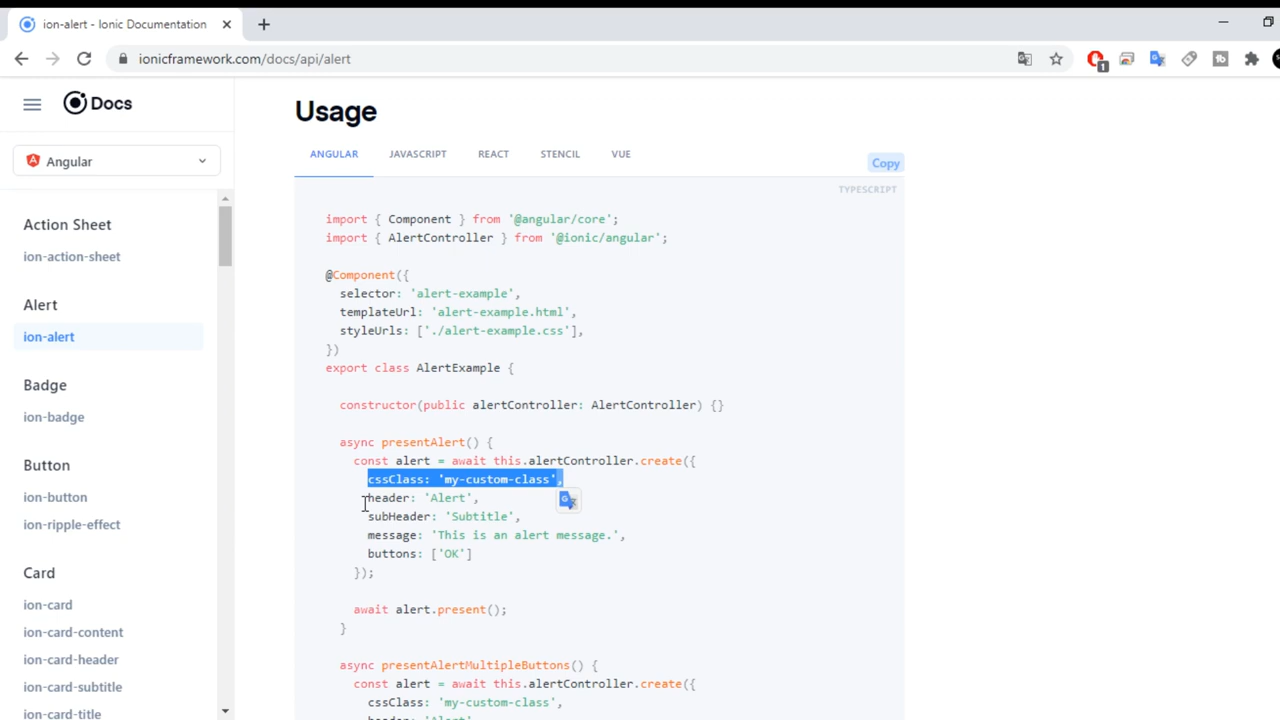 ion-alert - Ionic Documentation
ionicframework.com/docs/api/alert
1
Docs
Angular
Action Sheet
ion-action-sheet
Alert
ion-alert
Badge
ion-badge
Button
ion-button
ion-ripple-effect
Card
ion-card
ion-card-content
ion-card-header
ion-card-subtitle
ion-card-title
Usage
ANGULAR JAVASCRIPT REACT STENCIL VUE
Copy
TYPESCRIPT
import { Component } from '@angular/core';
import { AlertController } from '@ionic/angular';
@Component({
selector: 'alert-example',
templateUrl: 'alert-example.html',
styleUrls: ['./alert-example.css'],
})
export class AlertExample {
constructor(public alertController: AlertController) {}
async presentAlert() {
const alert = await this.alertController.create({
cssClass: 'my-custom-class',
header: 'Alert',
subHeader: 'Subtitle',
message: 'This is an alert message.',
buttons: ['OK']
});
await alert.present();
}
async presentAlertMultipleButtons() {
const alert = await this.alertController.create({
cssClass: 'my-custom-class',
header: 'Alert',